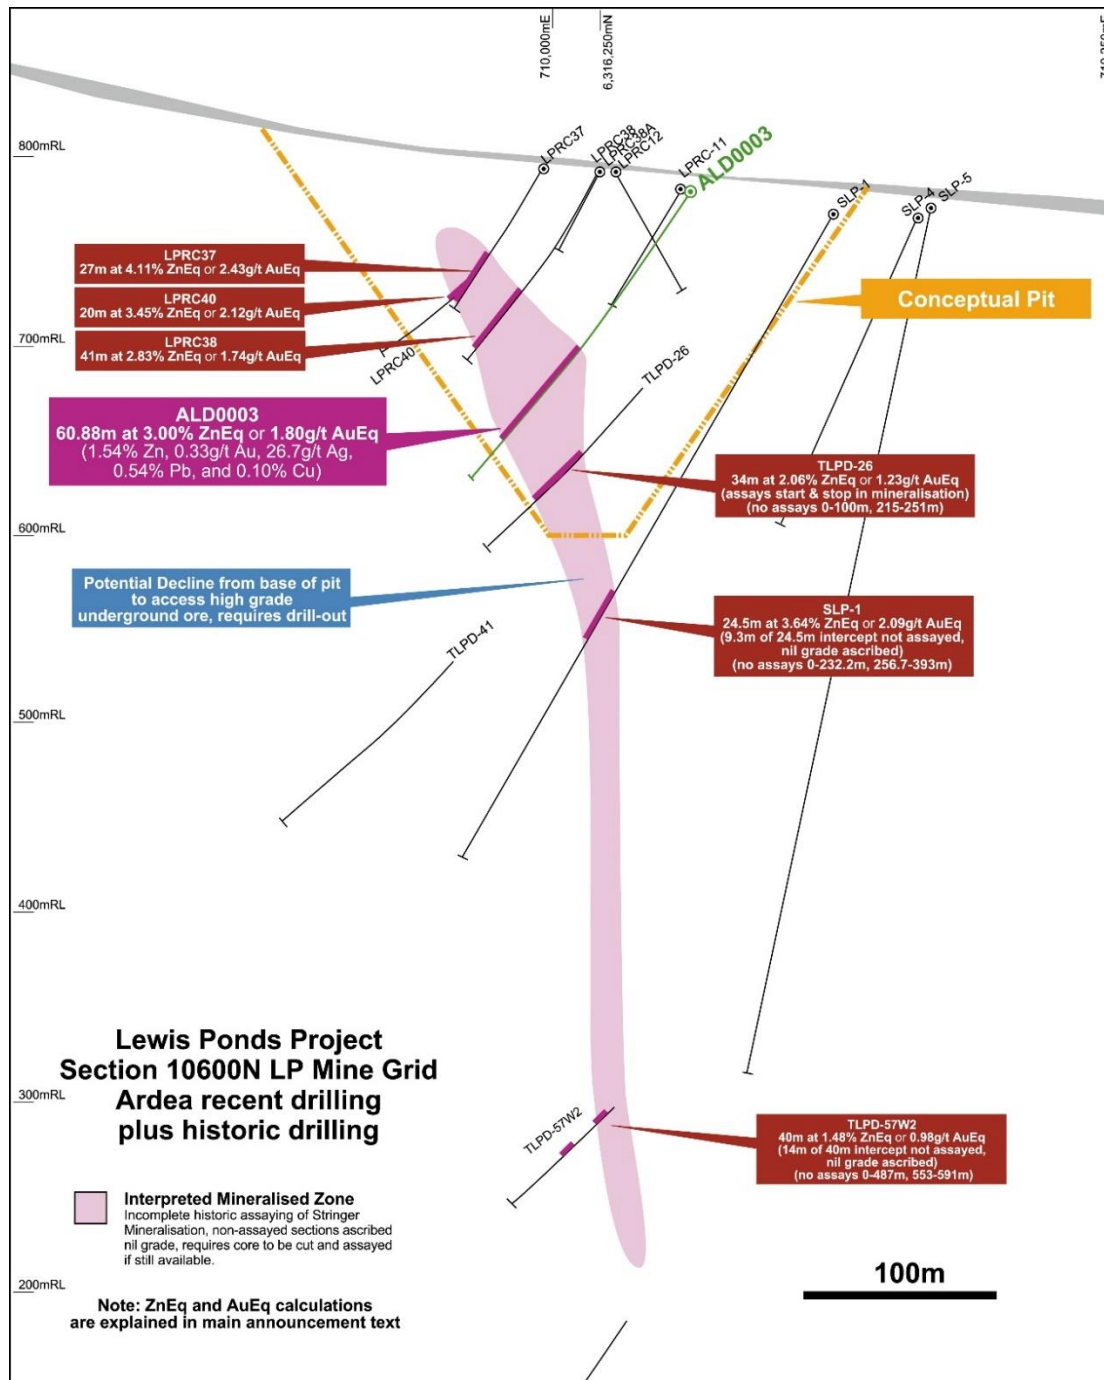 710,000mE
6,316,250mN
710,250mE
800mRL
LPRC37
LPRC38
LPRC38A
LPRC12
LPRC-11
ALD0003
SLP-1
SLP-4
SLP-5
LPRC37
27m at 4.11% ZnEq or 2.43g/t AuEq
LPRC40
20m at 3.45% ZnEq or 2.12g/t AuEq
LPRC38
41m at 2.83% ZnEq or 1.74g/t AuEq
Conceptual Pit
700mRL
LPRC40
TLPD-26
ALD0003
60.88m at 3.00% ZnEq or 1.80g/t AuEq
(1.54% Zn, 0.33g/t Au, 26.7g/t Ag,
0.54% Pb, and 0.10% Cu)
TLPD-26
34m at 2.06% ZnEq or 1.23g/t AuEq
(assays start & stop in mineralisation)
(no assays 0-100m, 215-251m)
600mRL
Potential Decline from base of pit
to access high grade
underground ore, requires drill-out
SLP-1
24.5m at 3.64% ZnEq or 2.09g/t AuEq
(9.3m of 24.5m intercept not assayed,
nil grade ascribed)
(no assays 0-232.2m, 256.7-393m)
TLPD-41
500mRL
400mRL
Lewis Ponds Project
Section 10600N LP Mine Grid
Ardea recent drilling
plus historic drilling
300mRL
TLPD-57W2
TLPD-57W2
40m at 1.48% ZnEq or 0.98g/t AuEq
(14m of 40m intercept not assayed,
nil grade ascribed)
(no assays 0-487m, 553-591m)
Interpreted Mineralised Zone
Incomplete historic assaying of Stringer
Mineralisation, non-assayed sections ascribed
nil grade, requires core to be cut and assayed
if still available.
200mRL
100m
Note: ZnEq and AuEq calculations
are explained in main announcement text